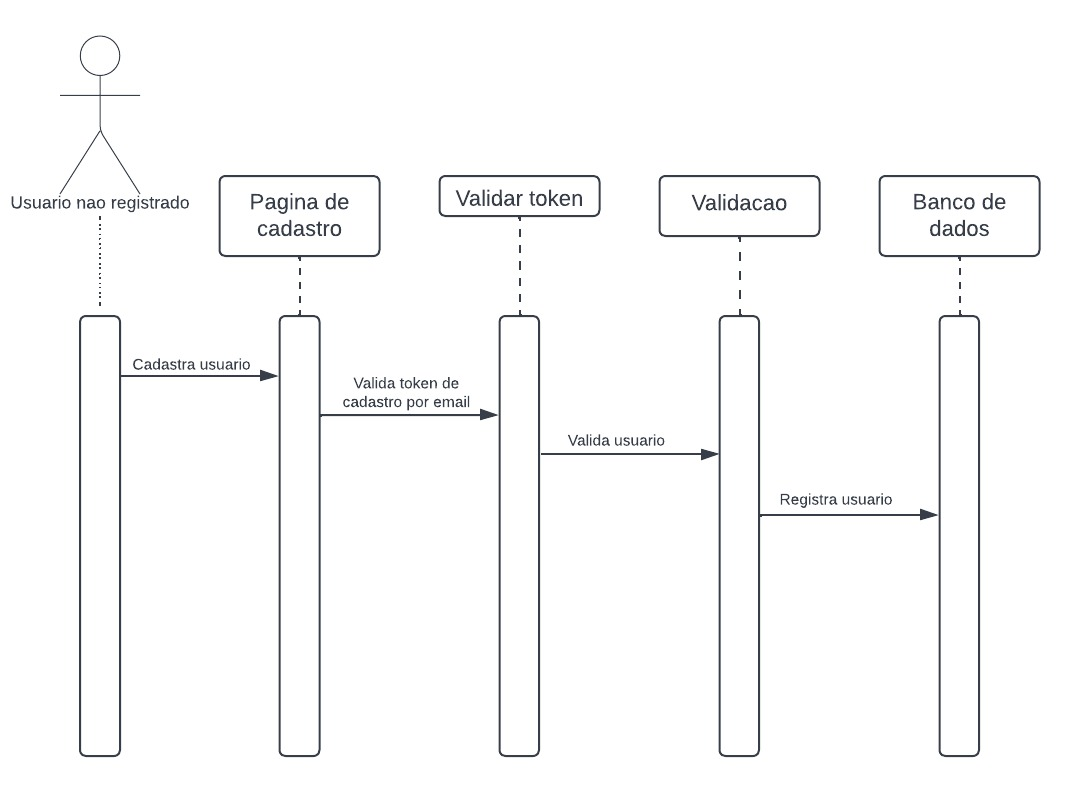 Usuario nao registrado
Pagina de
cadastro
Validar token
Validacao
Banco de
dados
Cadastra usuario
Valida token de
cadastro por email
Valida usuario
Registra usuario